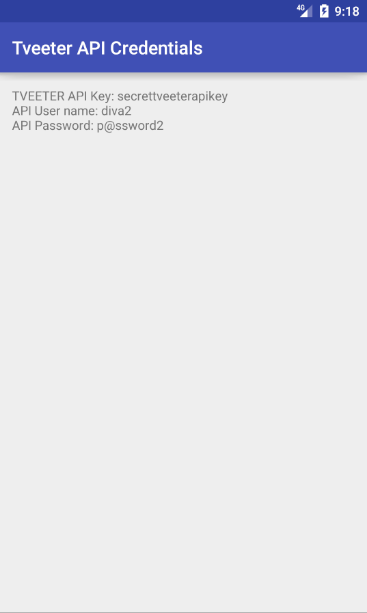 4G 9:18
Tveeter API Credentials
TVEETER API Key: secrettveeterapikey
API User name: diva2
API Password: p@ssword2